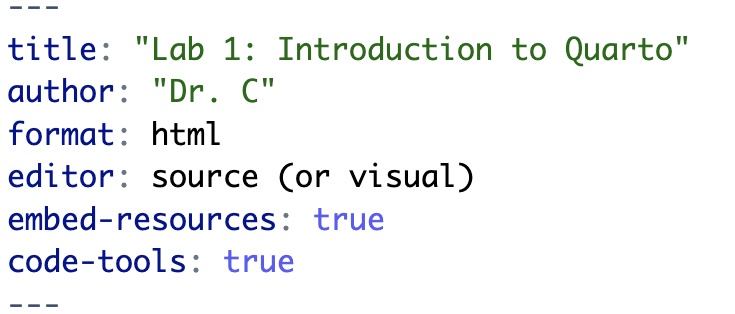 ---
title: "Lab 1: Introduction to Quarto"
author: "Dr. C"
format: html
editor: source (or visual)
embed-resources: true
code-tools: true
---